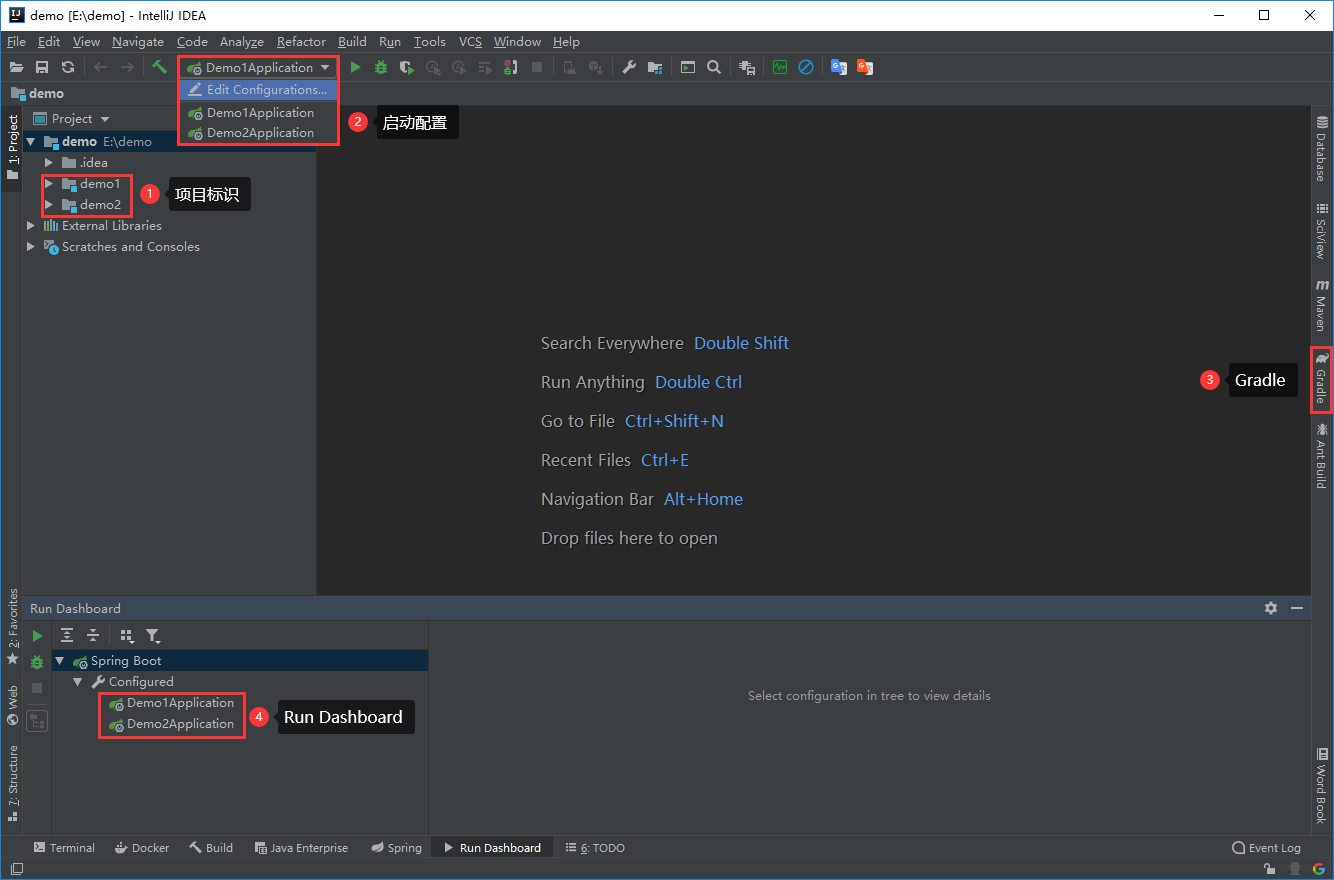 demo [E:\demo] - IntelliJ IDEA
File Edit View Navigate Code Analyze Refactor Build Run Tools VCS Window Help
Demo1Application
demo
Edit Configurations...
Demo1Application
Demo2Application
2 启动配置
1: Project
Project
demo E:\demo
.idea
demo1
demo2
1 项目标识
External Libraries
Scratches and Consoles
Search Everywhere Double Shift
Run Anything Double Ctrl
Go to File Ctrl+Shift+N
Recent Files Ctrl+E
Navigation Bar Alt+Home
Drop files here to open
Database
SciView
m Maven
3 Gradle
Gradle
Ant Build
Word Book
2: Favorites
Web
7: Structure
Run Dashboard
Spring Boot
Configured
Demo1Application
Demo2Application
4 Run Dashboard
Select configuration in tree to view details
Terminal Docker Build Java Enterprise Spring Run Dashboard 6: TODO Event Log